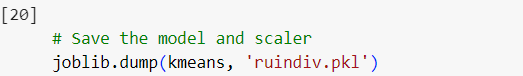 [20]
# Save the model and scaler
joblib.dump(kmeans, 'ruindiv.pkl')